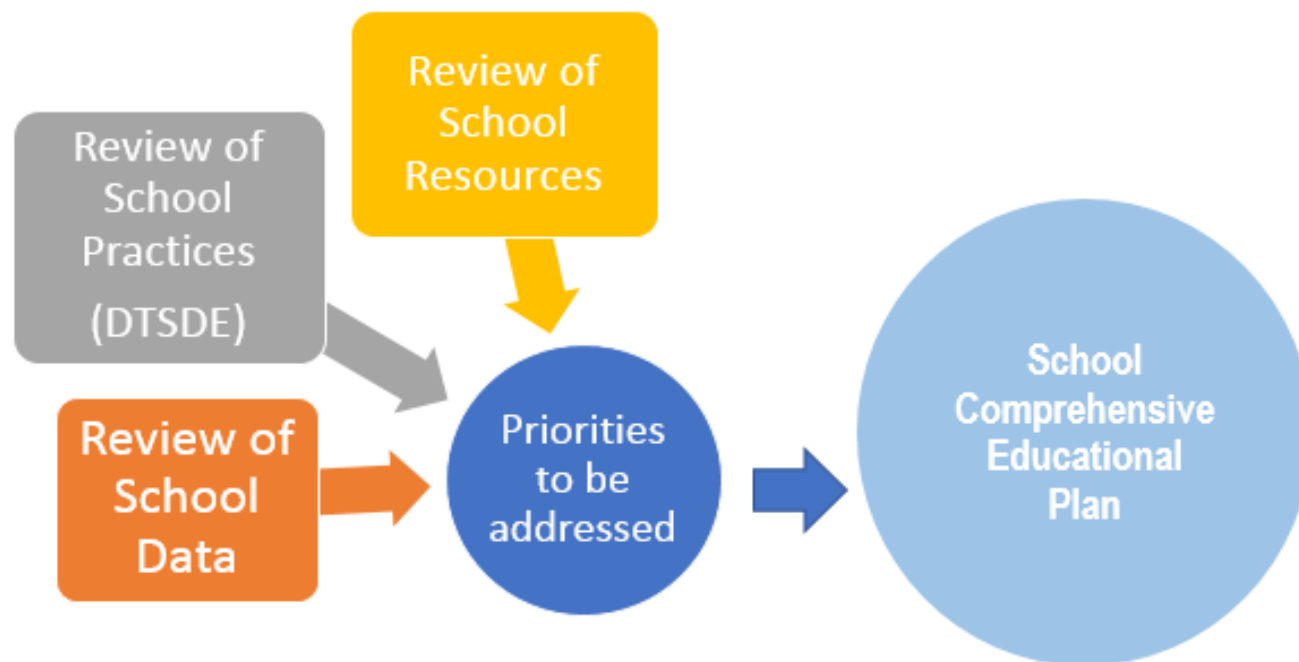 Review of
School
Resources
Review of
School
Practices
(DTSDE)
Review of
School
Data
Priorities
to be
addressed
School
Comprehensive
Educational
Plan